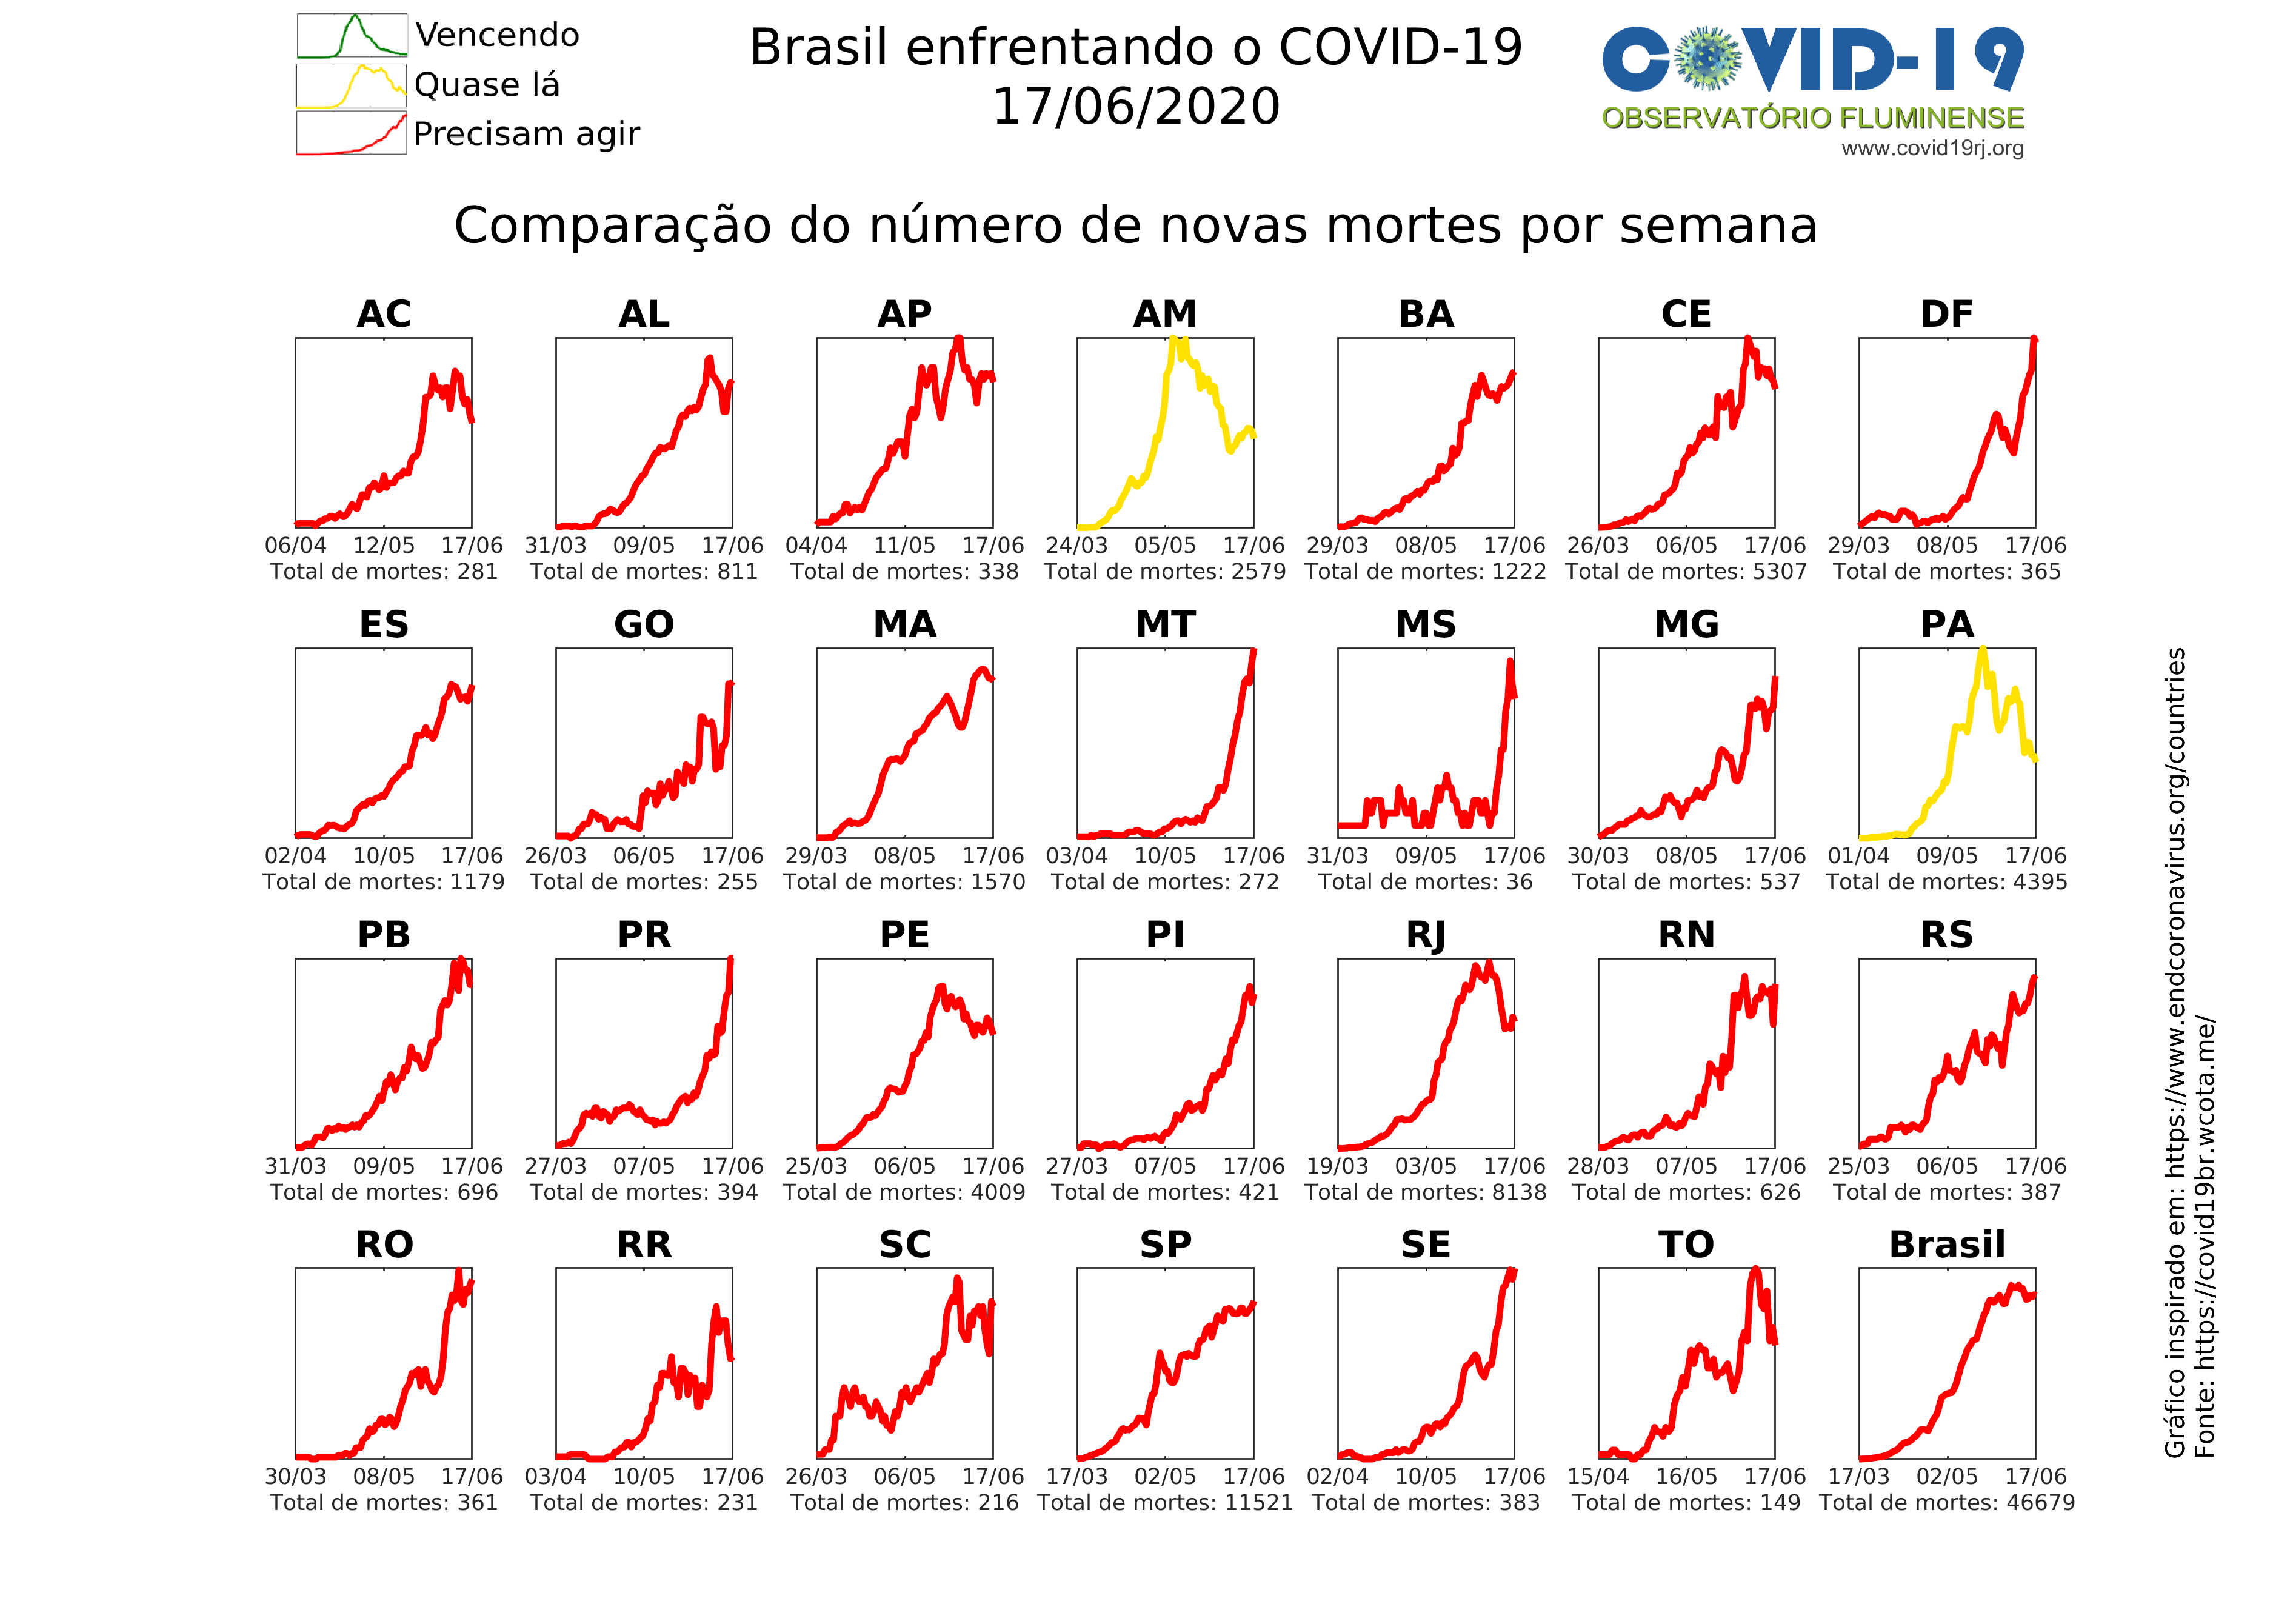 Vencendo
Quase lá
Precisam agir
Brasil enfrentando o COVID-19
17/06/2020
COVID-19
OBSERVATÓRIO FLUMINENSE
www.covid19rj.org
Comparação do número de novas mortes por semana
AC AL AP AM BA CE DF
06/04 12/05 17/06 31/03 09/05 17/06 04/04 11/05 17/06 24/03 05/05 17/06 29/03 08/05 17/06 26/03 06/05 17/06 29/03 08/05 17/06
Total de mortes: 281 Total de mortes: 811 Total de mortes: 338 Total de mortes: 2579 Total de mortes: 1222 Total de mortes: 5307 Total de mortes: 365
ES GO MA MT MS MG PA
02/04 10/05 17/06 26/03 06/05 17/06 29/03 08/05 17/06 03/04 10/05 17/06 31/03 09/05 17/06 30/03 08/05 17/06 01/04 09/05 17/06
Total de mortes: 1179 Total de mortes: 255 Total de mortes: 1570 Total de mortes: 272 Total de mortes: 36 Total de mortes: 537 Total de mortes: 4395
PB PR PE PI RJ RN RS
31/03 09/05 17/06 27/03 07/05 17/06 25/03 06/05 17/06 27/03 07/05 17/06 19/03 03/05 17/06 28/03 07/05 17/06 25/03 06/05 17/06
Total de mortes: 696 Total de mortes: 394 Total de mortes: 4009 Total de mortes: 421 Total de mortes: 8138 Total de mortes: 626 Total de mortes: 387
RO RR SC SP SE TO Brasil
30/03 08/05 17/06 03/04 10/05 17/06 26/03 06/05 17/06 17/03 02/05 17/06 02/04 10/05 17/06 15/04 16/05 17/06 17/03 02/05 17/06
Total de mortes: 361 Total de mortes: 231 Total de mortes: 216 Total de mortes: 11521 Total de mortes: 383 Total de mortes: 149 Total de mortes: 46679
Gráfico inspirado em: https://www.endcoronavirus.org/countries
Fonte: https://covid19br.wcota.me/